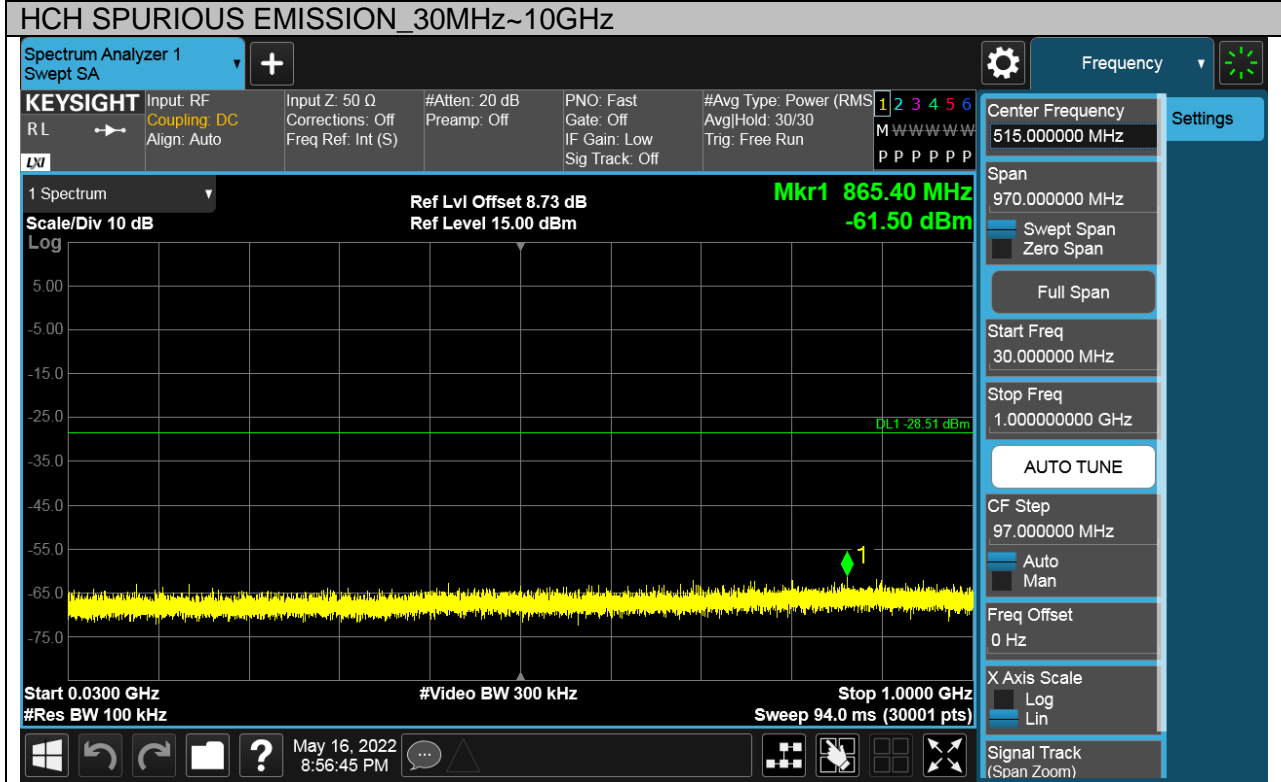 HCH SPURIOUS EMISSION_30MHz~10GHz
Spectrum Analyzer 1
Swept SA
Frequency
KEYSIGHT
RL
LXI
Input: RF
Coupling: DC
Align: Auto
Input Z: 50 Ω
Corrections: Off
Freq Ref: Int (S)
#Atten: 20 dB
Preamp: Off
PNO: Fast
Gate: Off
IF Gain: Low
Sig Track: Off
#Avg Type: Power (RMS
Avg|Hold: 30/30
Trig: Free Run
1 2 3 4 5 6
M W W W W W
P P P P P P
1 Spectrum
Scale/Div 10 dB
Ref Lvl Offset 8.73 dB
Ref Level 15.00 dBm
Mkr1 865.40 MHz
-61.50 dBm
Log
5.00
-5.00
-15.0
-25.0
-35.0
-45.0
-55.0
-65.0
-75.0
DL1 -28.51 dBm
1
Start 0.0300 GHz
#Res BW 100 kHz
#Video BW 300 kHz
Stop 1.0000 GHz
Sweep 94.0 ms (30001 pts)
May 16, 2022
8:56:45 PM
Center Frequency
515.000000 MHz
Settings
Span
970.000000 MHz
Swept Span
Zero Span
Full Span
Start Freq
30.000000 MHz
Stop Freq
1.000000000 GHz
AUTO TUNE
CF Step
97.000000 MHz
Auto
Man
Freq Offset
0 Hz
X Axis Scale
Log
Lin
Signal Track
(Span Zoom)